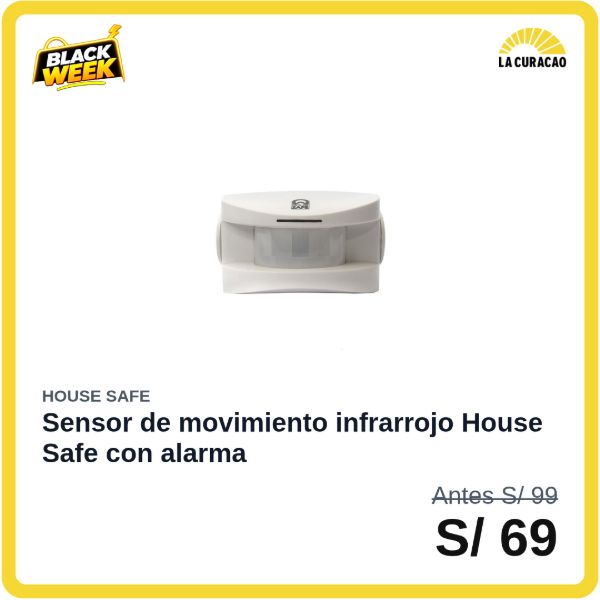 BLACK
WEEK
LA CURACAO
HOUSE SAFE
Sensor de movimiento infrarrojo House
Safe con alarma
Antes S/ 99
S/ 69